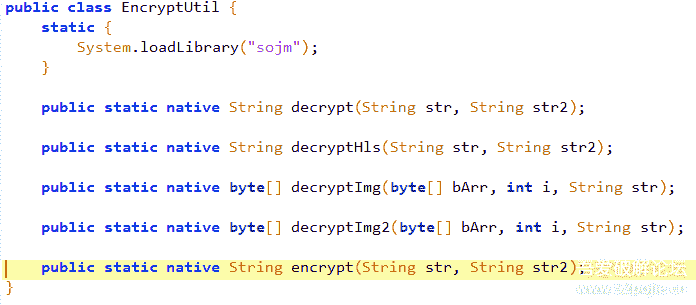 public class EncryptUtil {
static {
System.loadLibrary("sojm");
}
public static native String decrypt(String str, String str2);
public static native String decryptHls(String str, String str2);
public static native byte[] decryptImg(byte[] bArr, int i, String str);
public static native byte[] decryptImg2(byte[] bArr, int i, String str);
public static native String encrypt(String str, String str2);
}